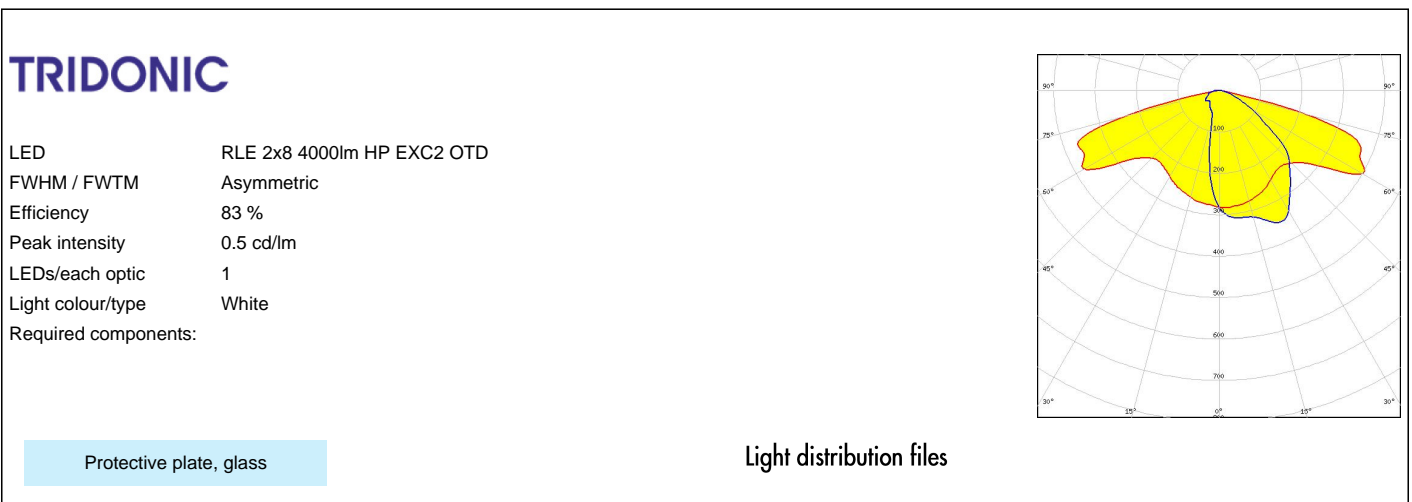 TRIDONIC
LED RLE 2x8 4000lm HP EXC2 OTD
FWHM / FWTM Asymmetric
Efficiency 83 %
Peak intensity 0.5 cd/lm
LEDs/each optic 1
Light colour/type White
Required components:
Protective plate, glass
Light distribution files
90° 90°
75° 75°
60° 60°
45° 45°
30° 30°
15° 0° 15°
100
200
300
400
500
600
700